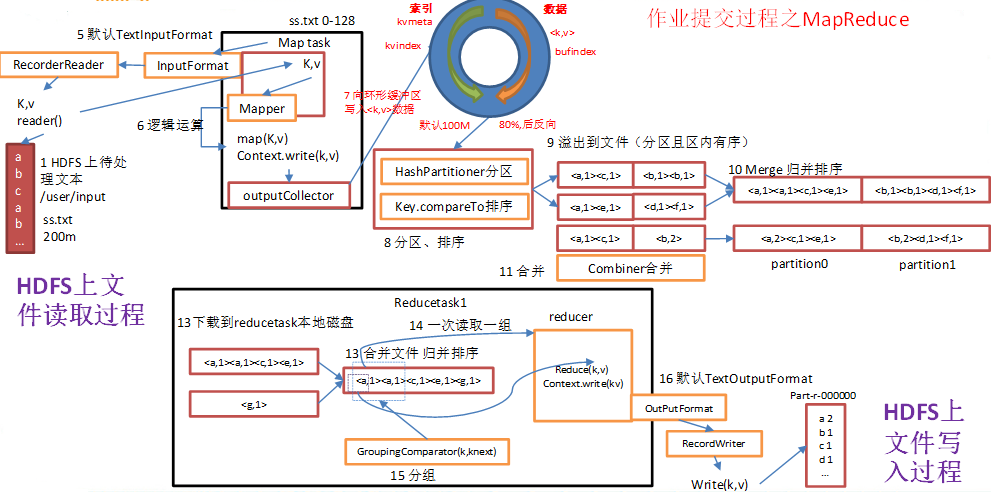 作业提交过程之MapReduce
5 默认TextInputFormat
ss.txt 0-128
Map task
RecorderReader
InputFormat
K,v
K,v
reader()
Mapper
6 逻辑运算
map(K,v)
Context.write(k,v)
outputCollector
a
b
c
a
b
...
1 HDFS 上待处
理文本
/user/input
ss.txt
200m
HDFS上文
件读取过程
索引
kvmeta
kvindex
数据
<k,v>
bufindex
7 向环形缓冲区
写入<k,v>数据
默认100M
80%,后反向
HashPartitioner分区
Key.compareTo排序
8 分区、排序
9 溢出到文件（分区且区内有序）
<a,1><c,1>
<b,1><b,1>
<a,1><e,1>
<d,1><f,1>
<a,1><c,1>
<b,2>
11 合并
Combiner合并
10 Merge 归并排序
<a,1><a,1><c,1><e,1>
<b,1><b,1><d,1><f,1>
<a,2><c,1><e,1>
<b,2><d,1><f,1>
partition0
partition1
Reducetask1
13下载到reducetask本地磁盘
<a,1><a,1><c,1><e,1>
<g,1>
13 合并文件 归并排序
<a,1><a,1><c,1><e,1><g,1>
14 一次读取一组
GroupingComparator(k,knext)
15 分组
reducer
Reduce(k,v)
Context.write(kv)
16 默认TextOutputFormat
OutPutFormat
RecordWriter
Write(k,v)
Part-r-000000
a 2
b 1
c 1
d 1
...
HDFS上
文件写
入过程